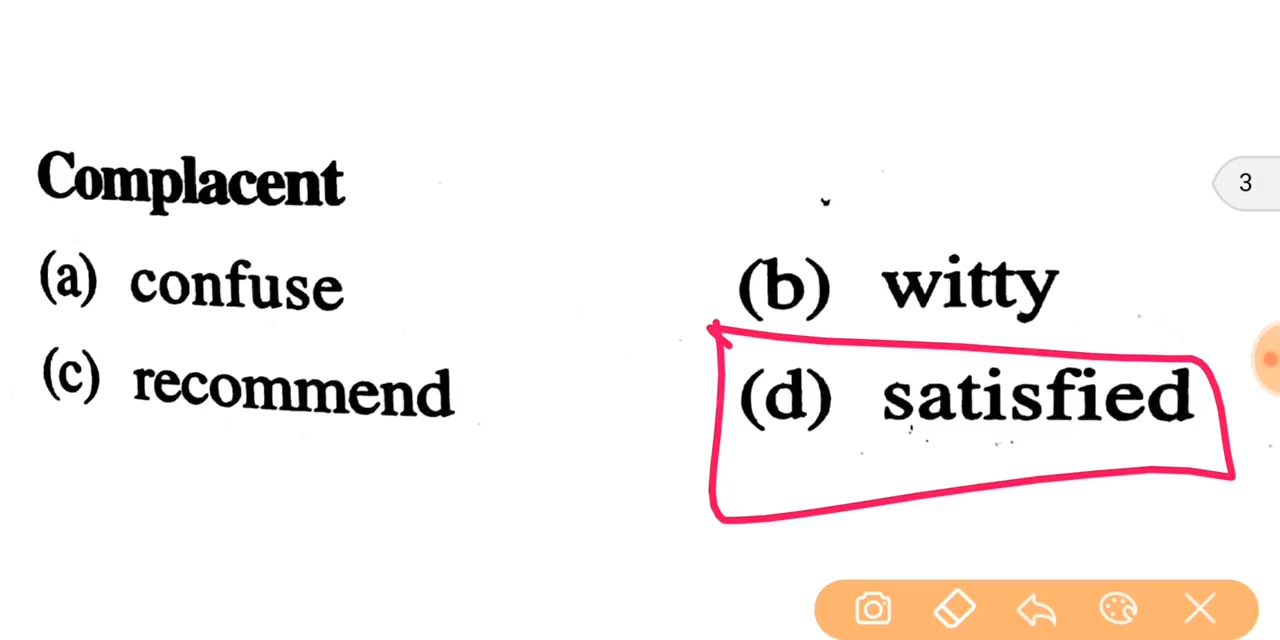 Complacent
3
(a) confuse (b) witty
(c) recommend (d) satisfied